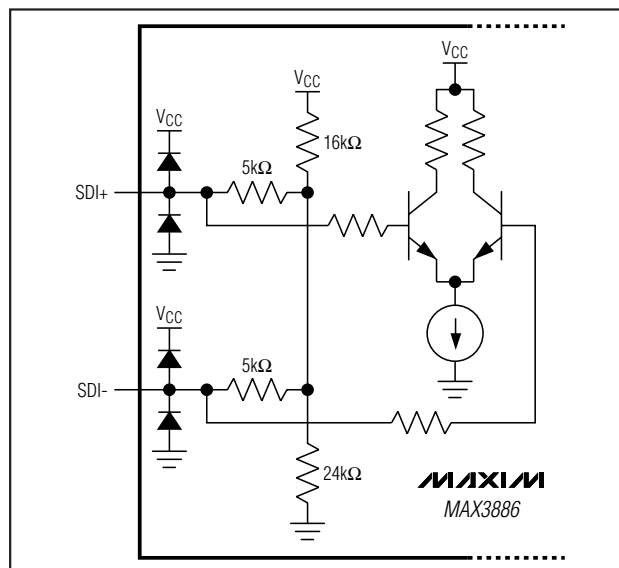 VCC
VCC
VCC
16kΩ
5kΩ
SDI+
VCC
5kΩ
SDI-
24kΩ
MAXIM
MAX3886